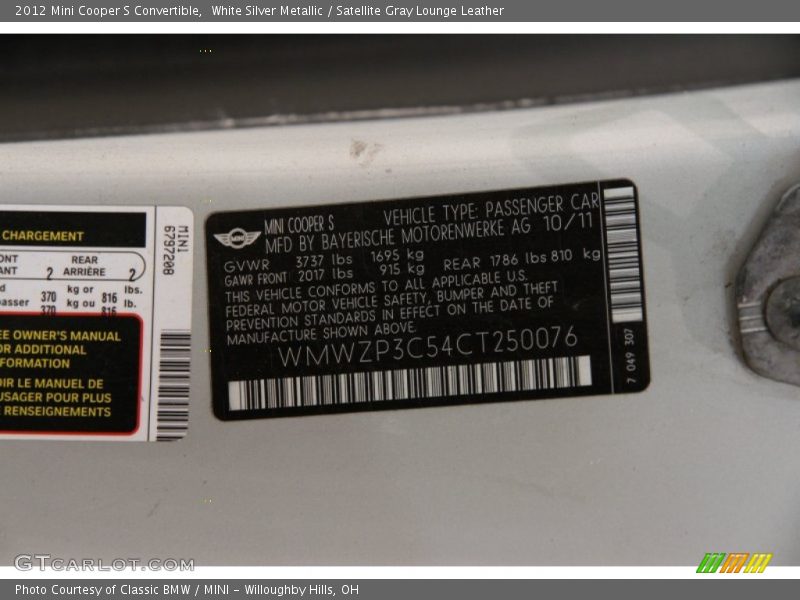 2012 Mini Cooper S Convertible,  White Silver Metallic / Satellite Gray Lounge Leather
CHARGEMENT
REAR
2 ARRIÈRE 2
kg or lbs.
370 kg ou 816 lb.
370 816
OWNER'S MANUAL
ADDITIONAL
LE MANUEL DE
POUR PLUS
RENSEIGNEMENTS
MINI
6797208
MINI
MINI COOPER S VEHICLE TYPE: PASSENGER CAR
MFD BY BAYERISCHE MOTORENWERKE AG 10/11
GVWR 3737 lbs 1695 kg
GAWR FRONT 2017 lbs 915 kg REAR 1786 lbs 810 kg
THIS VEHICLE CONFORMS TO ALL APPLICABLE U.S.
FEDERAL MOTOR VEHICLE SAFETY, BUMPER AND THEFT
PREVENTION STANDARDS IN EFFECT ON THE DATE OF
MANUFACTURE SHOWN ABOVE
WMWZP3C54CT250076
7 049 307
GTCARLOT.COM
Photo Courtesy of Classic BMW / MINI - Willoughby Hills, OH